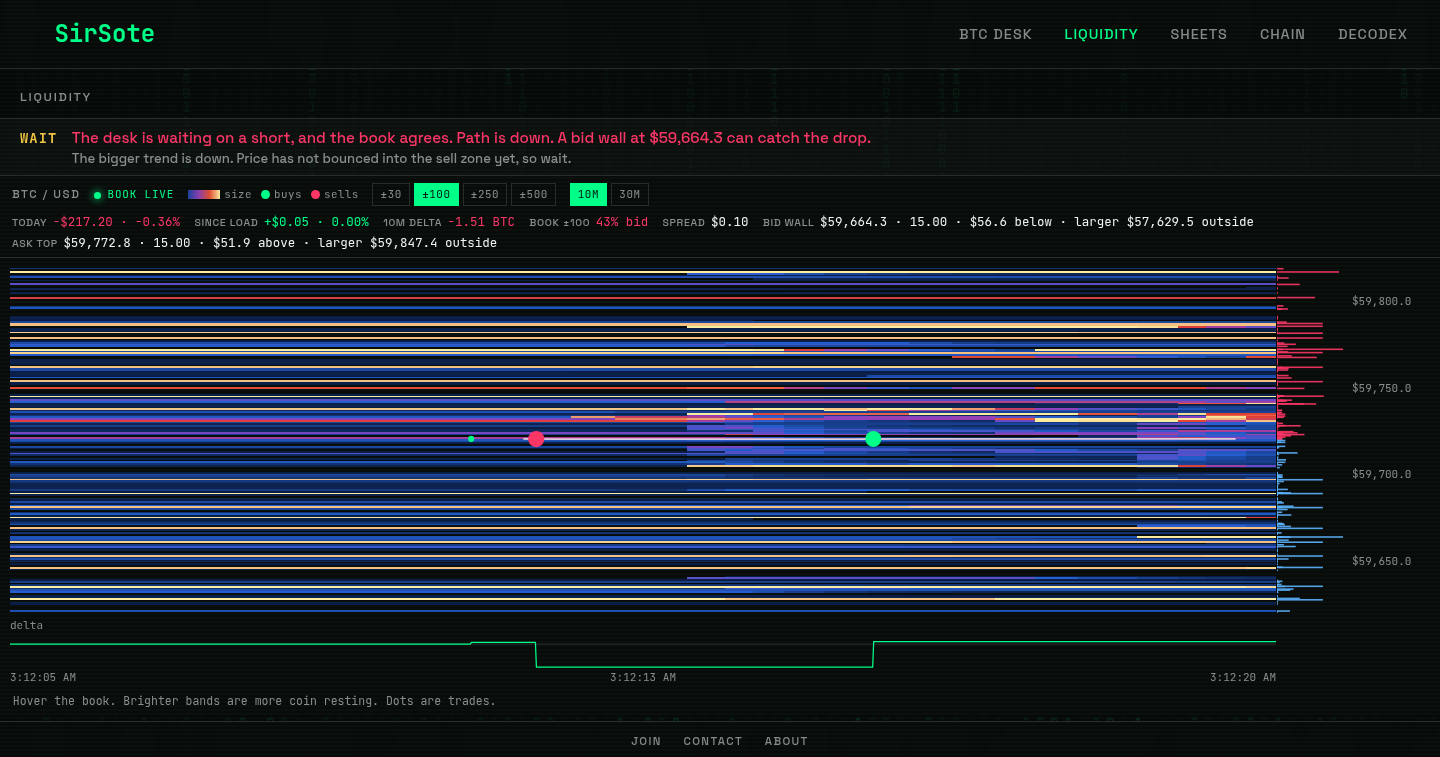 SirSote
BTC DESK LIQUIDITY SHEETS CHAIN DECODEX
LIQUIDITY
WAIT The desk is waiting on a short, and the book agrees. Path is down. A bid wall at $59,664.3 can catch the drop.
The bigger trend is down. Price has not bounced into the sell zone yet, so wait.
BTC / USD BOOK LIVE size buys sells ±30 ±100 ±250 ±500 10M 30M
TODAY -$217.20 · -0.36% SINCE LOAD +$0.05 · 0.00% 10M DELTA -1.51 BTC BOOK ±100 43% bid SPREAD $0.10 BID WALL $59,664.3 · 15.00 · $56.6 below · larger $57,629.5 outside
ASK TOP $59,772.8 · 15.00 · $51.9 above · larger $59,847.4 outside
$59,800.0
$59,750.0
$59,700.0
$59,650.0
delta
3:12:05 AM 3:12:13 AM 3:12:20 AM
Hover the book. Brighter bands are more coin resting. Dots are trades.
JOIN CONTACT ABOUT